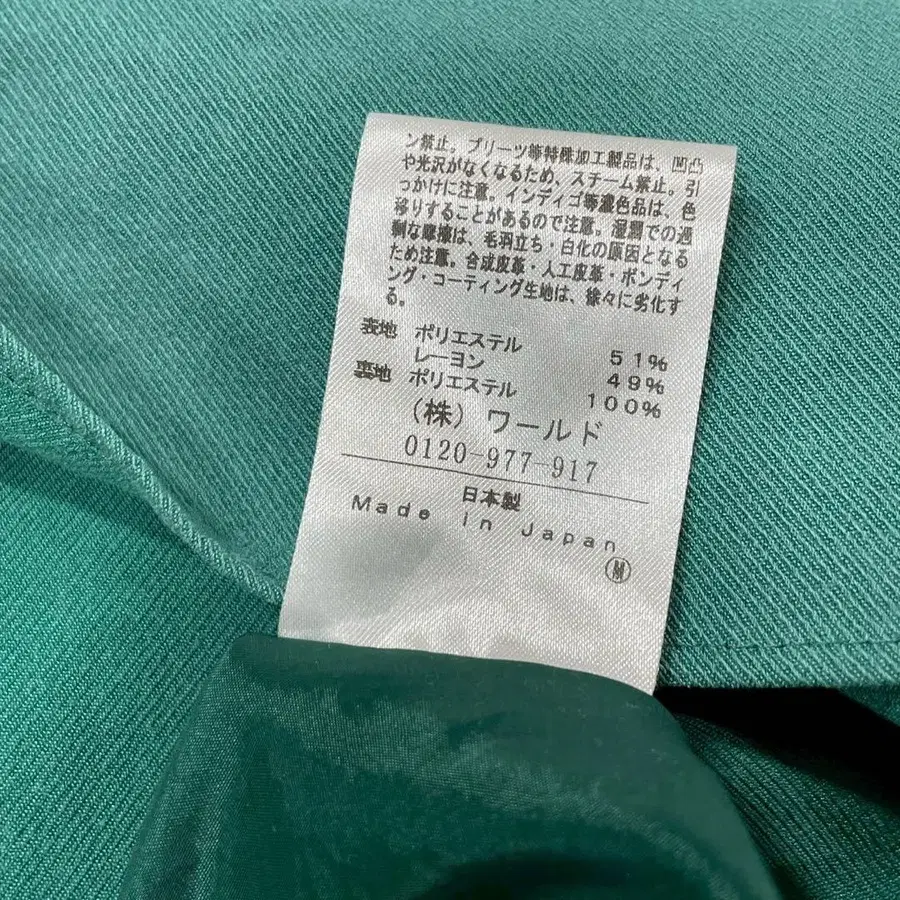 ン禁止。プリーツ等特殊加工製品は、凹凸
や光沢がなくなるため、スチーム禁止。引
っかけに注意。インディゴ等濃色品は、色
移りすることがあるので注意。湿潤での過
剰な摩擦は、毛羽立ち・白化の原因となる
ため注意。合成皮革・人工皮革・ボンディ
ング・コーティング生地は、徐々に劣化す
る。
表地 ポリエステル 51%
レーヨン 49%
裏地 ポリエステル 100%
(株)ワールド
0120-977-917
日本製
Made in Japan
M